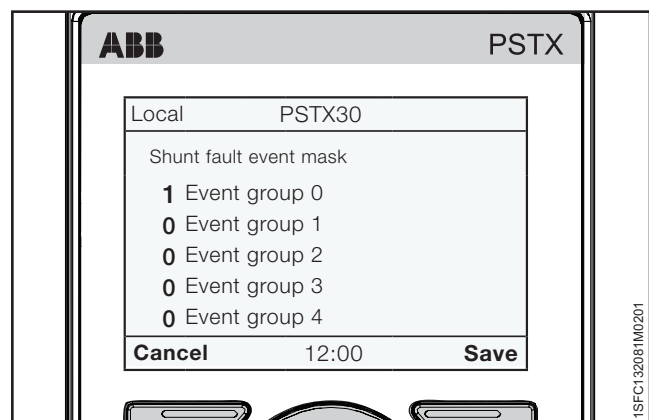 ABB PSTX
Local PSTX30
Shunt fault event mask
1 Event group 0
0 Event group 1
0 Event group 2
0 Event group 3
0 Event group 4
Cancel 12:00 Save
1SFC132081M0201